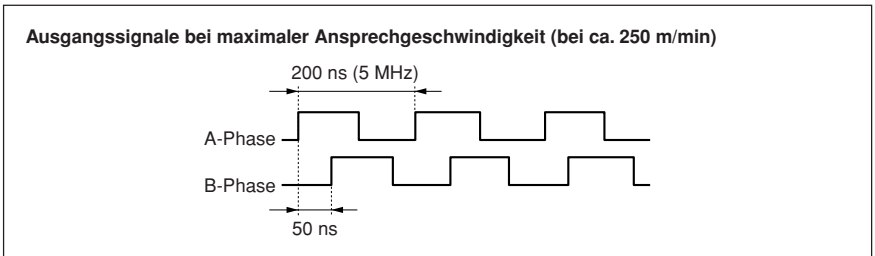 Ausgangssignale bei maximaler Ansprechgeschwindigkeit (bei ca. 250 m/min)
200 ns (5 MHz)
A-Phase
B-Phase
50 ns